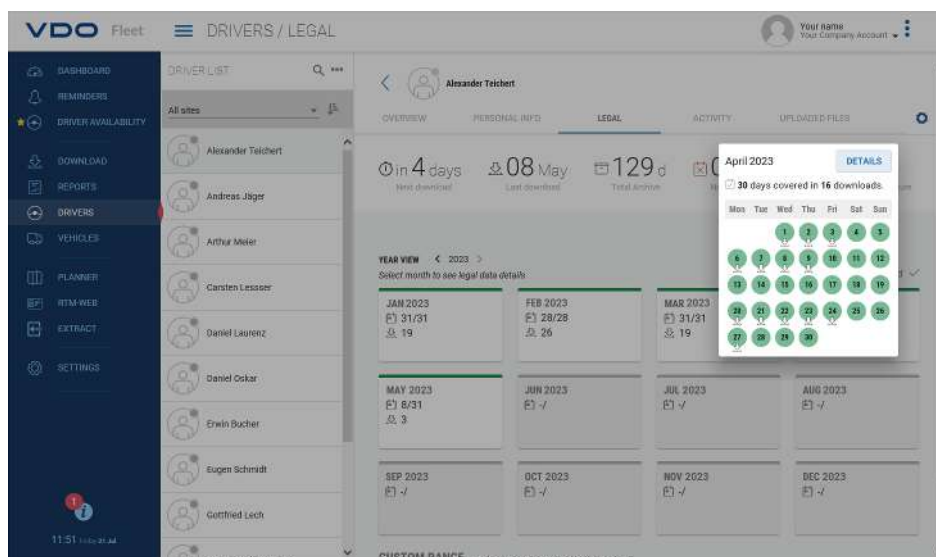 VDO Fleet
DRIVERS / LEGAL
Your name
Your Company Account
DASHBOARD
REMINDERS
DRIVER AVAILABILITY
DOWNLOAD
REPORTS
DRIVERS
VEHICLES
PLANNER
RTM-WEB
EXTRACT
SETTINGS
1
11:51
DRIVER LIST
All sites
Alexander Teichert
Andreas Jäger
Arthur Meier
Carsten Lessser
Daniel Laurenz
Daniel Oskar
Erwin Bucher
Eugen Schmidt
Gottfried Lech
Alexander Teichert
OVERVIEW PERSONAL INFO LEGAL ACTIVITY UPLOADED FILES
in 4 days
Next download
08 May
Last download
129 d
Total Archive
YEAR VIEW < 2023 >
Select month to see legal data details
JAN 2023
31/31
19
FEB 2023
28/28
26
MAR 2023
31/31
19
April 2023
DETAILS
30 days covered in 16 downloads.
Mon Tue Wed Thu Fri Sat Sun
1 2 3 4 5
6 7 8 9 10 11 12
13 14 15 16 17 18 19
20 21 22 23 24 25 26
27 28 29 30
MAY 2023
8/31
3
JUN 2023
-/
JUL 2023
-/
AUG 2023
-/
SEP 2023
-/
OCT 2023
-/
NOV 2023
-/
DEC 2023
-/
CUSTOM RANGE